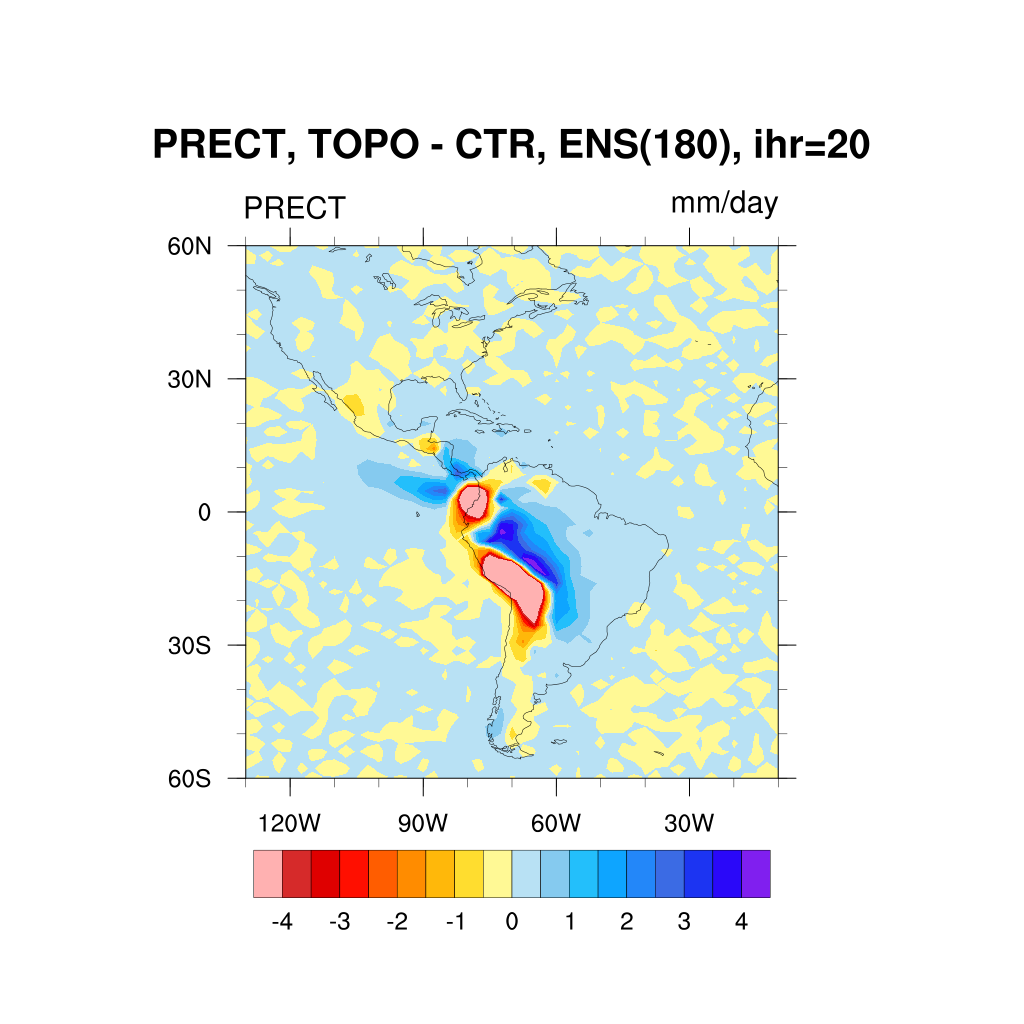 PRECT, TOPO - CTR, ENS(180), ihr=20
PRECT mm/day
60N
30N
0
30S
60S
120W 90W 60W 30W
-4 -3 -2 -1 0 1 2 3 4